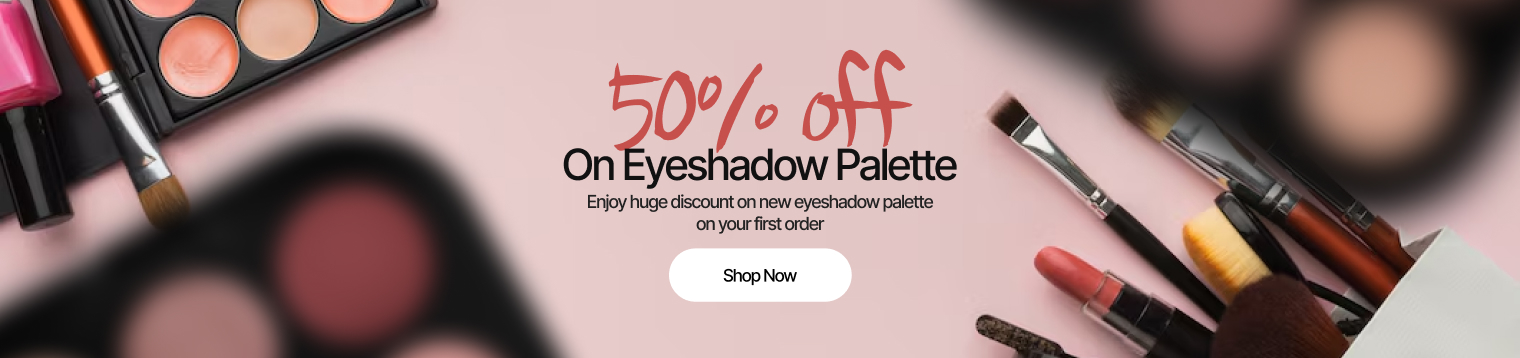 50% off
On Eyeshadow Palette
Enjoy huge discount on new eyeshadow palette
on your first order
Shop Now